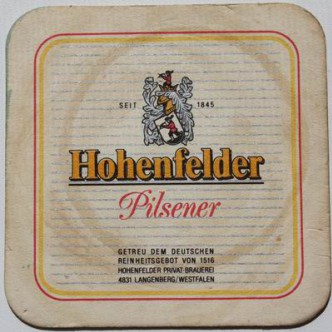 SEIT 1845
Hohenfelder
Pilsener
GETREU DEM DEUTSCHEN
REINHEITSGEBOT VON 1516
HOHENFELDER PRIVAT-BRAUEREI
4831 LANGENBERG/WESTFALEN